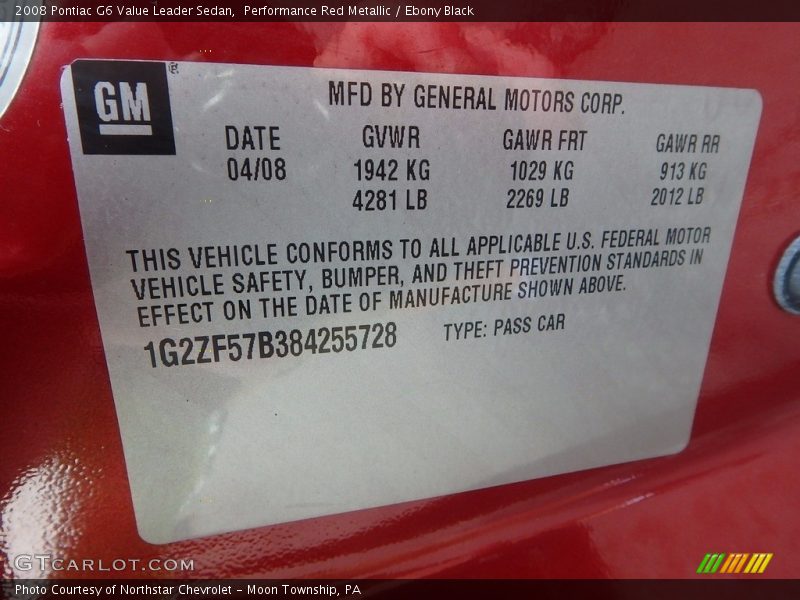 2008 Pontiac G6 Value Leader Sedan,  Performance Red Metallic / Ebony Black
GM ®
MFD BY GENERAL MOTORS CORP.
DATE GVWR GAWR FRT GAWR RR
04/08 1942 KG 1029 KG 913 KG
4281 LB 2269 LB 2012 LB
THIS VEHICLE CONFORMS TO ALL APPLICABLE U.S. FEDERAL MOTOR
VEHICLE SAFETY, BUMPER, AND THEFT PREVENTION STANDARDS IN
EFFECT ON THE DATE OF MANUFACTURE SHOWN ABOVE.
1G2ZF57B384255728 TYPE: PASS CAR
GTCARLOT.COM
Photo Courtesy of Northstar Chevrolet - Moon Township, PA